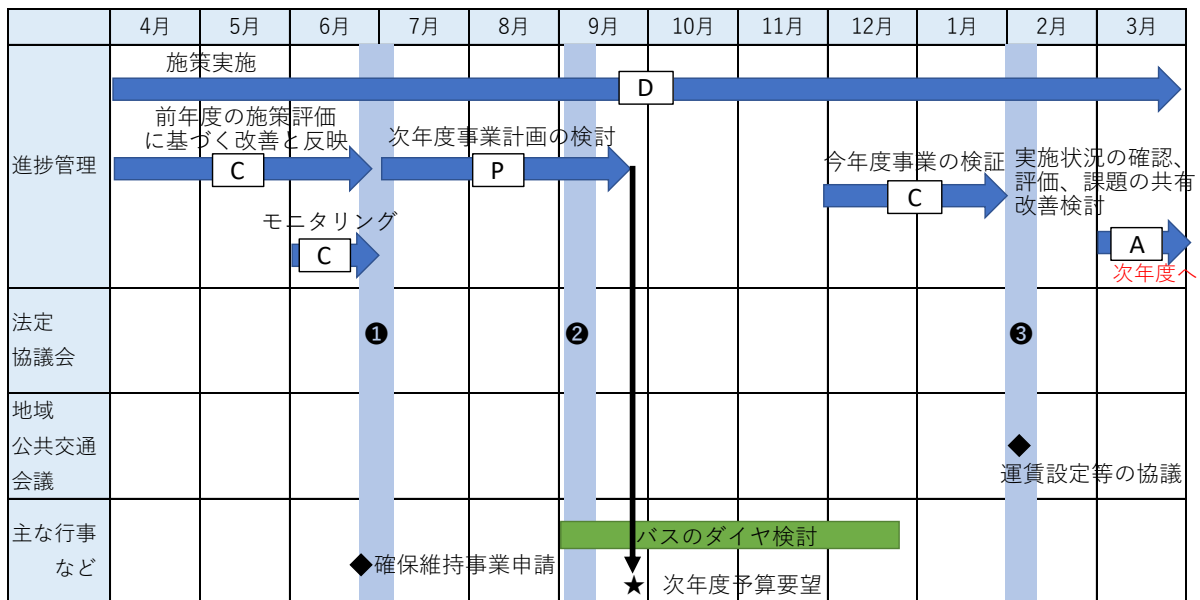 4月 5月 6月 7月 8月 9月 10月 11月 12月 1月 2月 3月
進捗管理
施策実施
D
前年度の施策評価
に基づく改善と反映
C
次年度事業計画の検討
P
モニタリング
C
今年度事業の検証
C
実施状況の確認、
評価、課題の共有
改善検討
A
次年度へ
法定
協議会
❶
❷
❸
地域
公共交通
会議
運賃設定等の協議
主な行事
など
バスのダイヤ検討
確保維持事業申請
次年度予算要望